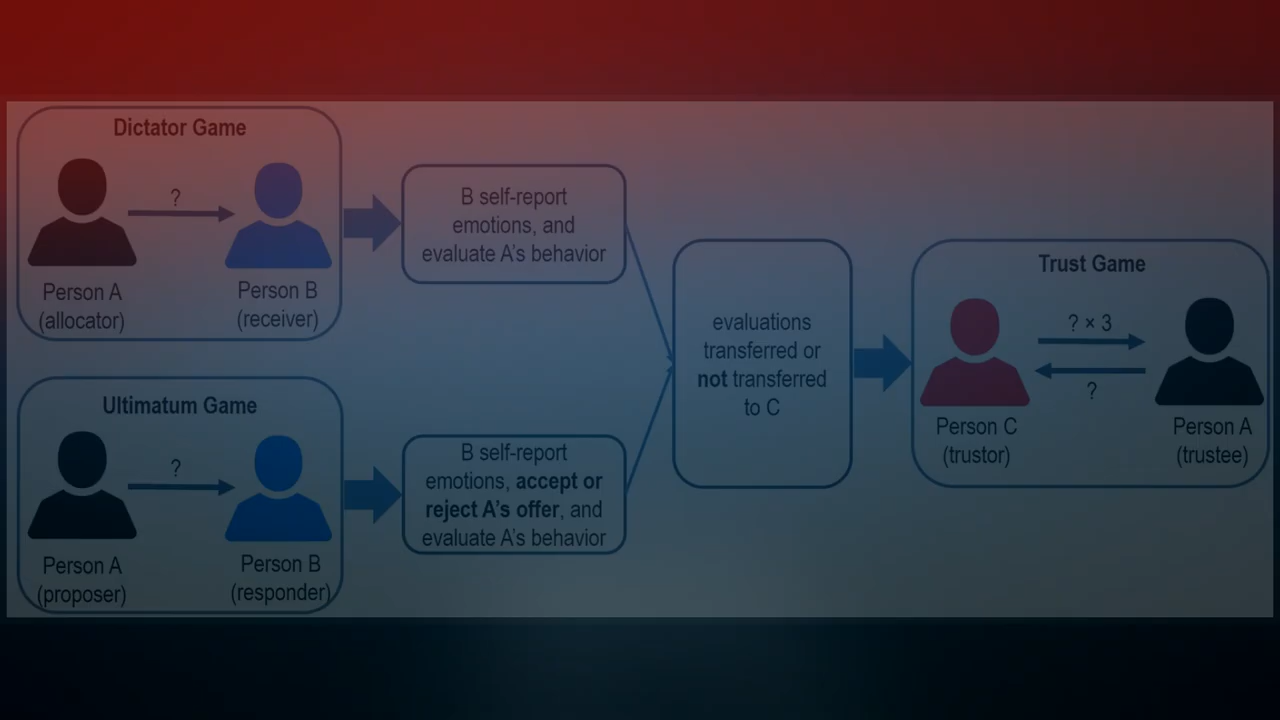 Dictator Game
?
Person A
(allocator)
Person B
(receiver)
B self-report
emotions, and
evaluate A's behavior
Ultimatum Game
?
Person A
(proposer)
Person B
(responder)
B self-report
emotions, accept or
reject A's offer, and
evaluate A's behavior
evaluations
transferred or
not transferred
to C
Trust Game
? × 3
?
Person C
(trustor)
Person A
(trustee)